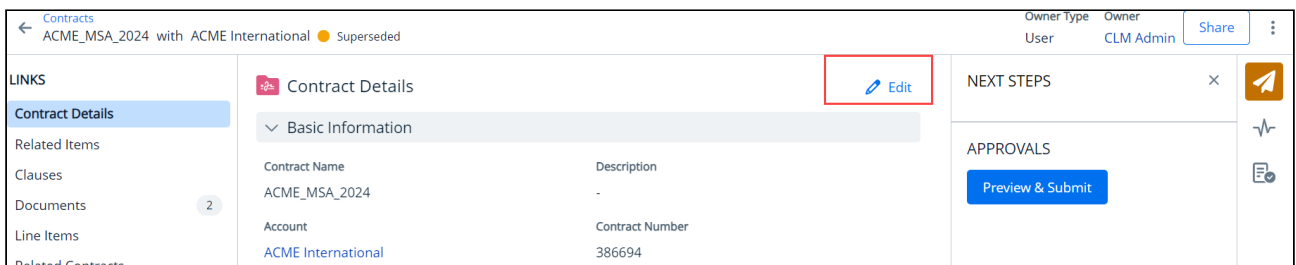 Contracts
ACME_MSA_2024 with ACME International Superseded
Owner Type Owner
User CLM Admin
Share
LINKS
Contract Details
Related Items
Clauses
Documents 2
Line Items
Related Contracts
Contract Details
Edit
Basic Information
Contract Name Description
ACME_MSA_2024 -
Account Contract Number
ACME International 386694
NEXT STEPS
APPROVALS
Preview & Submit